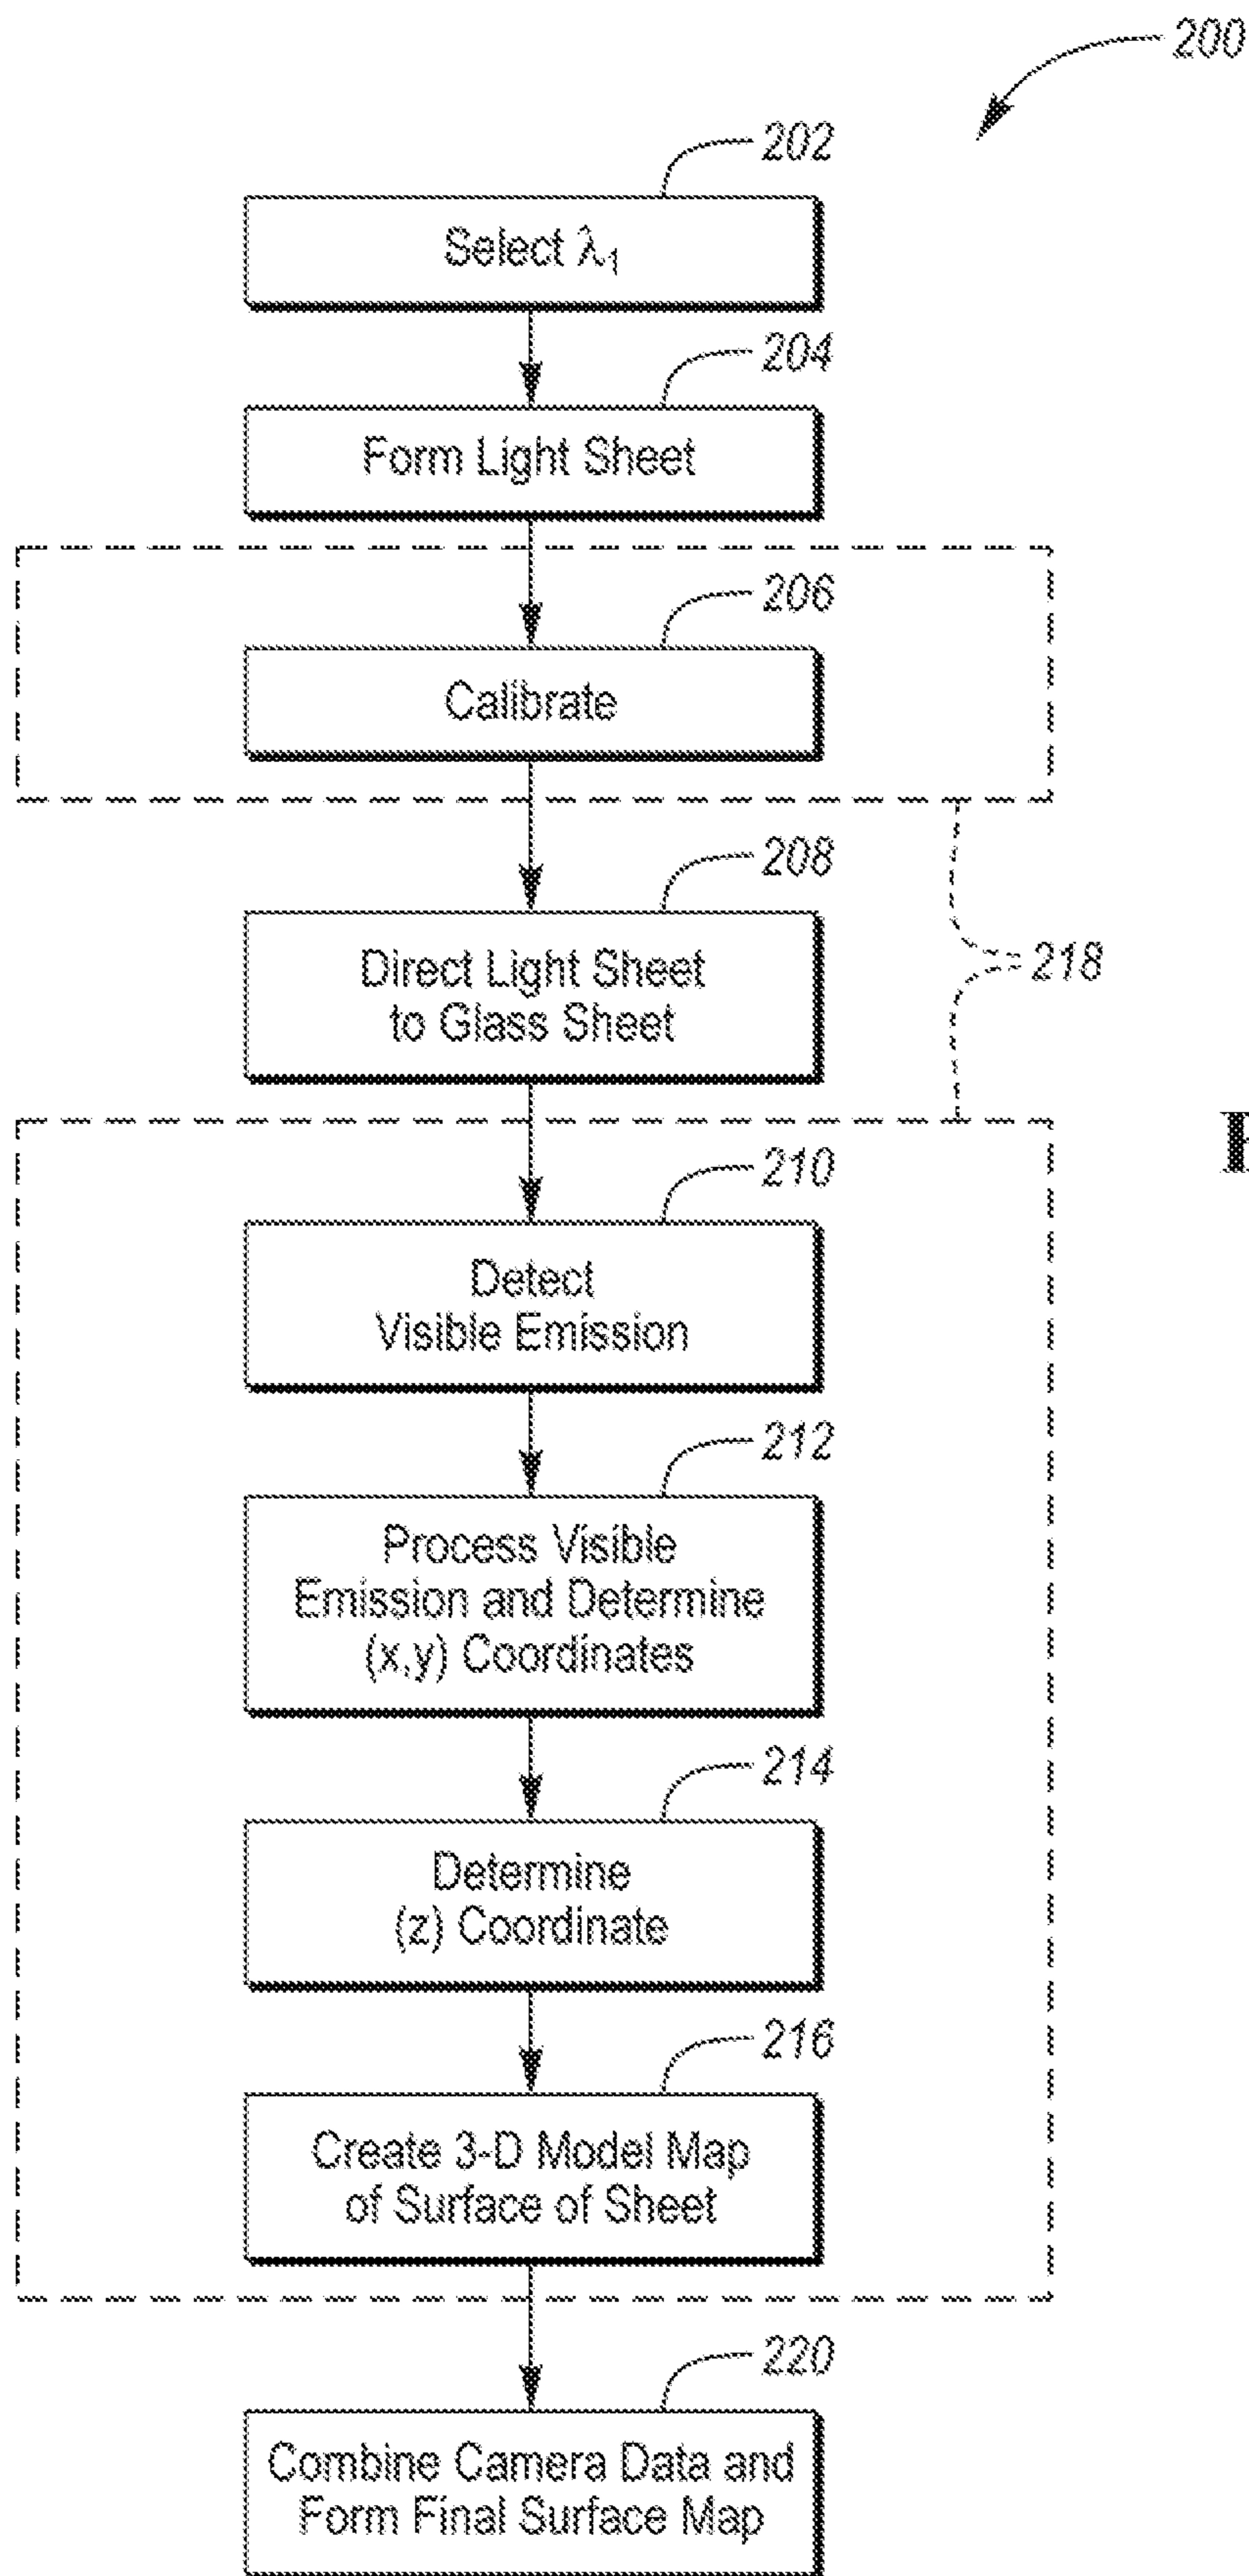 200
202
Select λ₁
204
Form Light Sheet
206
Calibrate
208
Direct Light Sheet
to Glass Sheet
218
210
Detect
Visible Emission
212
Process Visible
Emission and Determine
(x,y) Coordinates
214
Determine
(z) Coordinate
216
Create 3-D Model Map
of Surface of Sheet
220
Combine Camera Data and
Form Final Surface Map